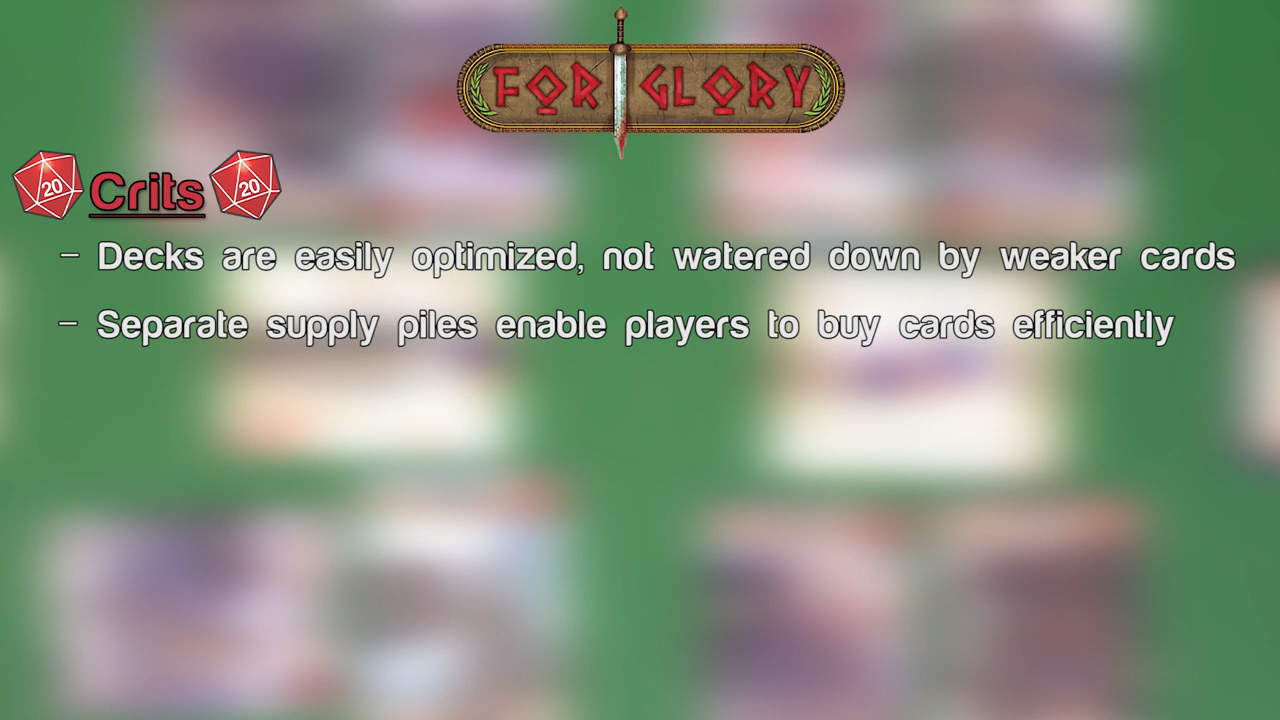 FOR GLORY
20 Crits 20
– Decks are easily optimized, not watered down by weaker cards
– Separate supply piles enable players to buy cards efficiently